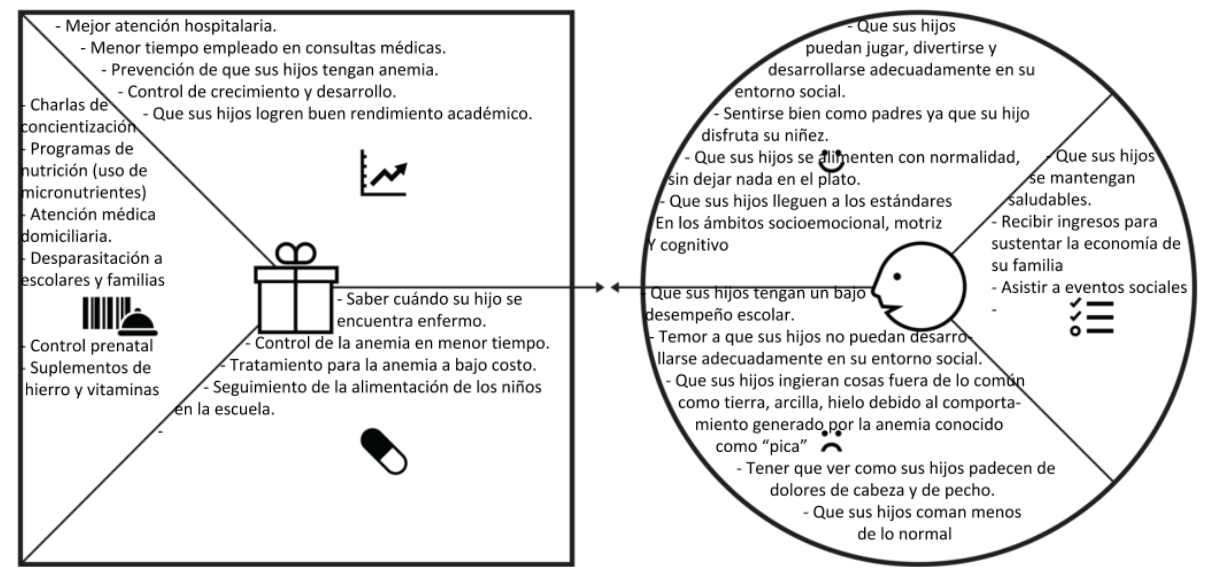 - Mejor atención hospitalaria.
- Menor tiempo empleado en consultas médicas.
- Prevención de que sus hijos tengan anemia.
- Control de crecimiento y desarrollo.
- Que sus hijos logren buen rendimiento académico.
- Charlas de
concientización
- Programas de
nutrición (uso de
micronutrientes)
- Atención médica
domiciliaria.
- Desparasitación a
escolares y familias
- Control prenatal
- Suplementos de
hierro y vitaminas
- Saber cuándo su hijo se
encuentra enfermo.
- Control de la anemia en menor tiempo.
- Tratamiento para la anemia a bajo costo.
- Seguimiento de la alimentación de los niños
en la escuela.
-
- Que sus hijos
puedan jugar, divertirse y
desarrollarse adecuadamente en su
entorno social.
- Sentirse bien como padres ya que su hijo
disfruta su niñez.
- Que sus hijos se alimenten con normalidad,
sin dejar nada en el plato.
- Que sus hijos lleguen a los estándares
En los ámbitos socioemocional, motriz
Y cognitivo
- Que sus hijos
se mantengan
saludables.
- Recibir ingresos para
sustentar la economía de
su familia
- Asistir a eventos sociales
-
- Que sus hijos tengan un bajo
desempeño escolar.
- Temor a que sus hijos no puedan desarro-
llarse adecuadamente en su entorno social.
- Que sus hijos ingieran cosas fuera de lo común
como tierra, arcilla, hielo debido al comporta-
miento generado por la anemia conocido
como “pica”
- Tener que ver como sus hijos padecen de
dolores de cabeza y de pecho.
- Que sus hijos coman menos
de lo normal